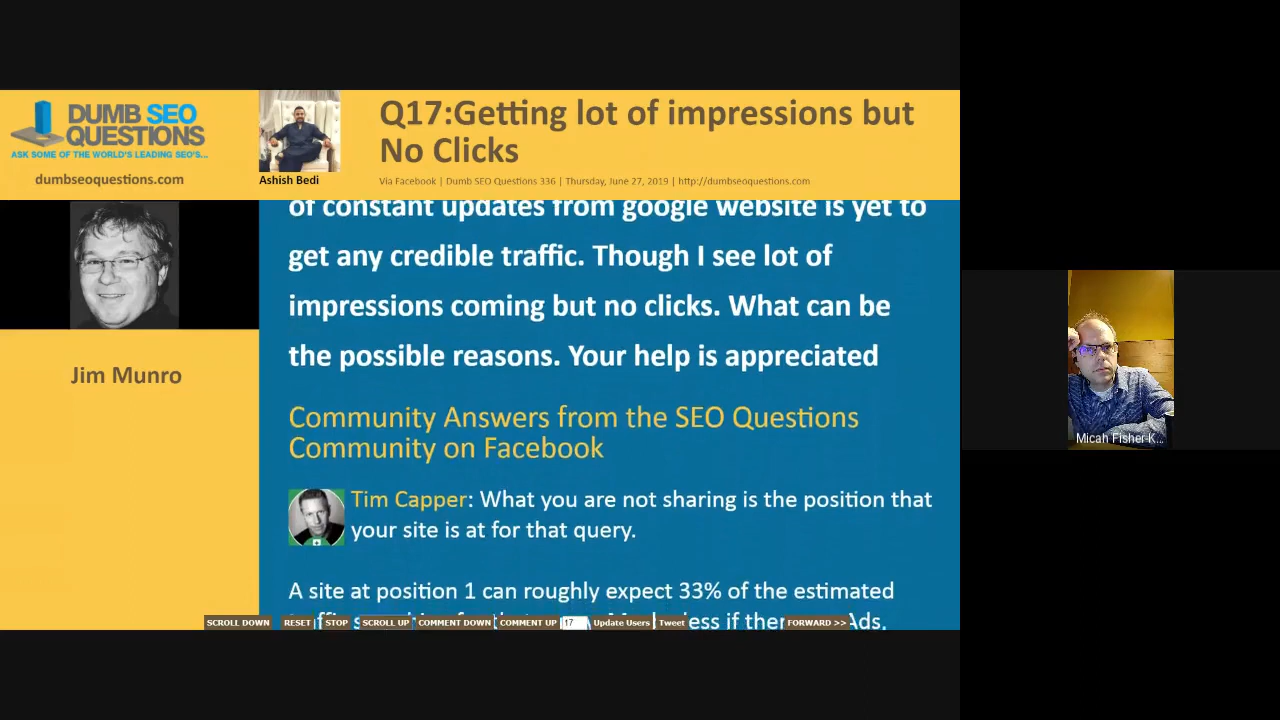 DUMB SEO
QUESTIONS
ASK SOME OF THE WORLD'S LEADING SEO'S...
dumbseoquestions.com
Ashish Bedi
Q17:Getting lot of impressions but
No Clicks
Via Facebook | Dumb SEO Questions 336 | Thursday, June 27, 2019 | http://dumbseoquestions.com
Jim Munro
of constant updates from google website is yet to
get any credible traffic. Though I see lot of
impressions coming but no clicks. What can be
the possible reasons. Your help is appreciated
Community Answers from the SEO Questions
Community on Facebook
Tim Capper: What you are not sharing is the position that
your site is at for that query.
A site at position 1 can roughly expect 33% of the estimated
less if there Ads.
SCROLL DOWN RESET STOP SCROLL UP COMMENT DOWN COMMENT UP 17 Update Users Tweet FORWARD >>
Micah Fisher-K...